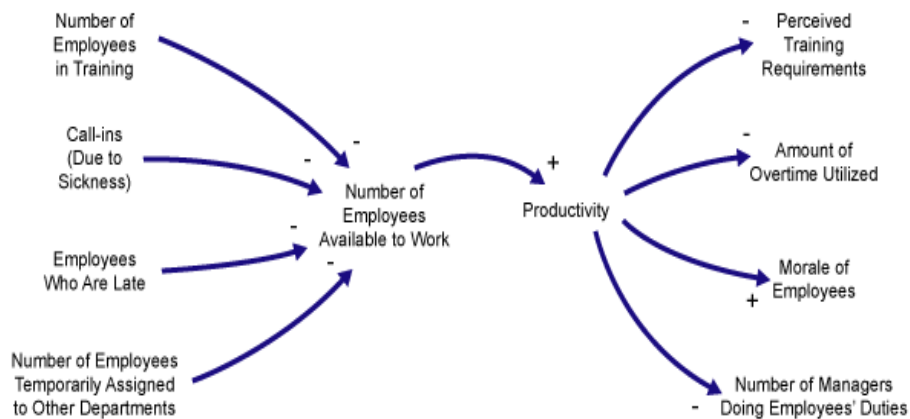 Number of
Employees
in Training
-
Call-ins
(Due to
Sickness)
-
Number of
Employees
Available to Work
-
Employees
Who Are Late
-
Number of Employees
Temporarily Assigned
to Other Departments
+
Productivity
-
Perceived
Training
Requirements
-
Amount of
Overtime Utilized
Morale of
Employees
+
Number of Managers
- Doing Employees' Duties